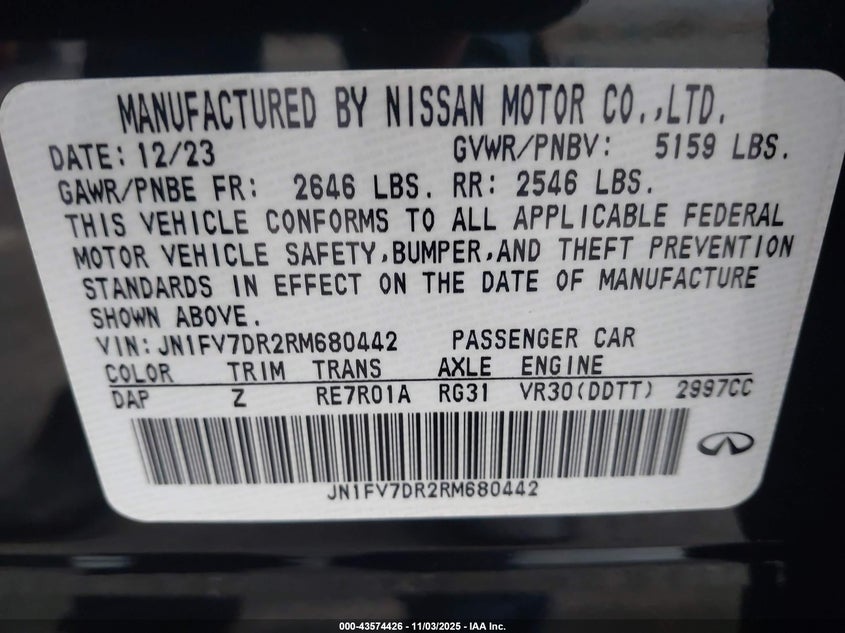 MANUFACTURED BY NISSAN MOTOR CO.,LTD.
DATE: 12/23 GVWR/PNBV: 5159 LBS.
GAWR/PNBE FR: 2646 LBS. RR: 2546 LBS.
THIS VEHICLE CONFORMS TO ALL APPLICABLE FEDERAL
MOTOR VEHICLE SAFETY,BUMPER,AND THEFT PREVENTION
STANDARDS IN EFFECT ON THE DATE OF MANUFACTURE
SHOWN ABOVE.
VIN:JN1FV7DR2RM680442 PASSENGER CAR
COLOR TRIM TRANS AXLE ENGINE
DAP Z RE7R01A RG31 VR30(DDTT) 2997CC
JN1FV7DR2RM680442
000-43574426 - 11/03/2025 - IAA Inc.